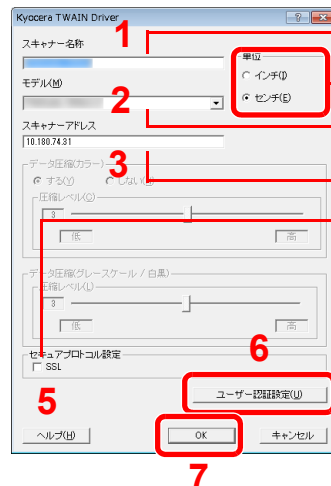 Kyocera TWAIN Driver
スキャナー名称
1
単位
インチ(I)
センチ(E)
モデル(M)
2
スキャナーアドレス
10.180.74.31
3
データ圧縮(カラー)
する(Y) しない
圧縮レベル(O)
3
低 高
データ圧縮(グレースケール / 白黒)
圧縮レベル(L)
3
低 高
セキュアプロトコル設定
SSL
5
6
ユーザー認証設定(U)
ヘルプ(H) OK キャンセル
7